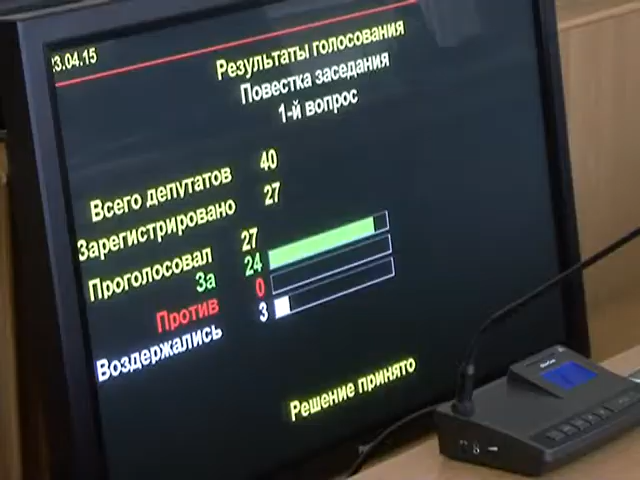 3.04.15
Результаты голосования
Повестка заседания
1-й вопрос
Всего депутатов 40
Зарегистрировано 27
Проголосовал 27
За 24
Против 0
Воздержались 3
Решение принято